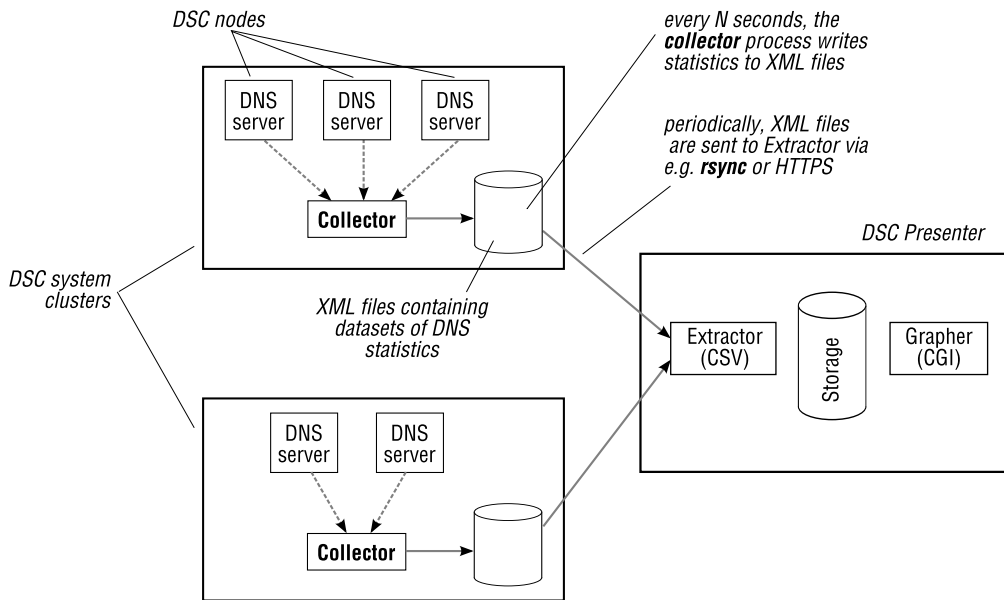 DSC nodes
every N seconds, the
collector process writes
statistics to XML files
DNS
server
DNS
server
DNS
server
periodically, XML files
are sent to Extractor via
e.g. rsync or HTTPS
Collector
DSC Presenter
DSC system
clusters
XML files containing
datasets of DNS
statistics
Extractor
(CSV)
Storage
Grapher
(CGI)
DNS
server
DNS
server
Collector